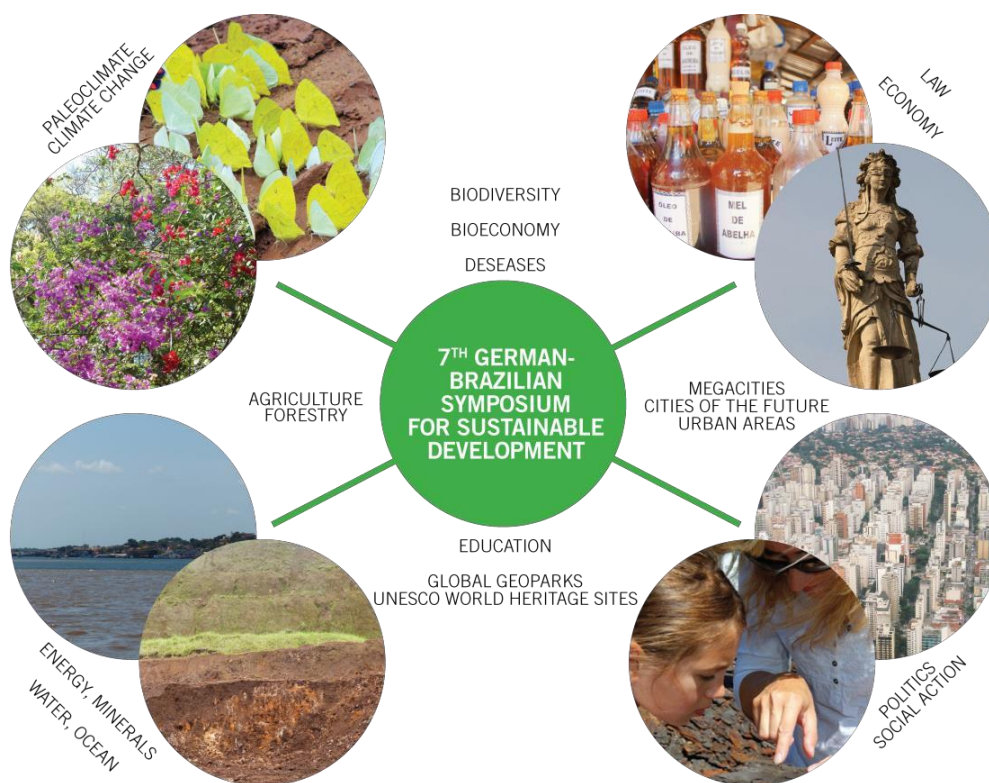 PALEOCLIMATE
CLIMATE CHANGE
LAW
ECONOMY
BIODIVERSITY
BIOECONOMY
DESEASES
MEL
DE
ABELHA
7TH GERMAN-
BRAZILIAN
SYMPOSIUM
FOR SUSTAINABLE
DEVELOPMENT
AGRICULTURE
FORESTRY
MEGACITIES
CITIES OF THE FUTURE
URBAN AREAS
EDUCATION
GLOBAL GEOPARKS
UNESCO WORLD HERITAGE SITES
ENERGY, MINERALS
WATER, OCEAN
POLITICS
SOCIAL ACTION